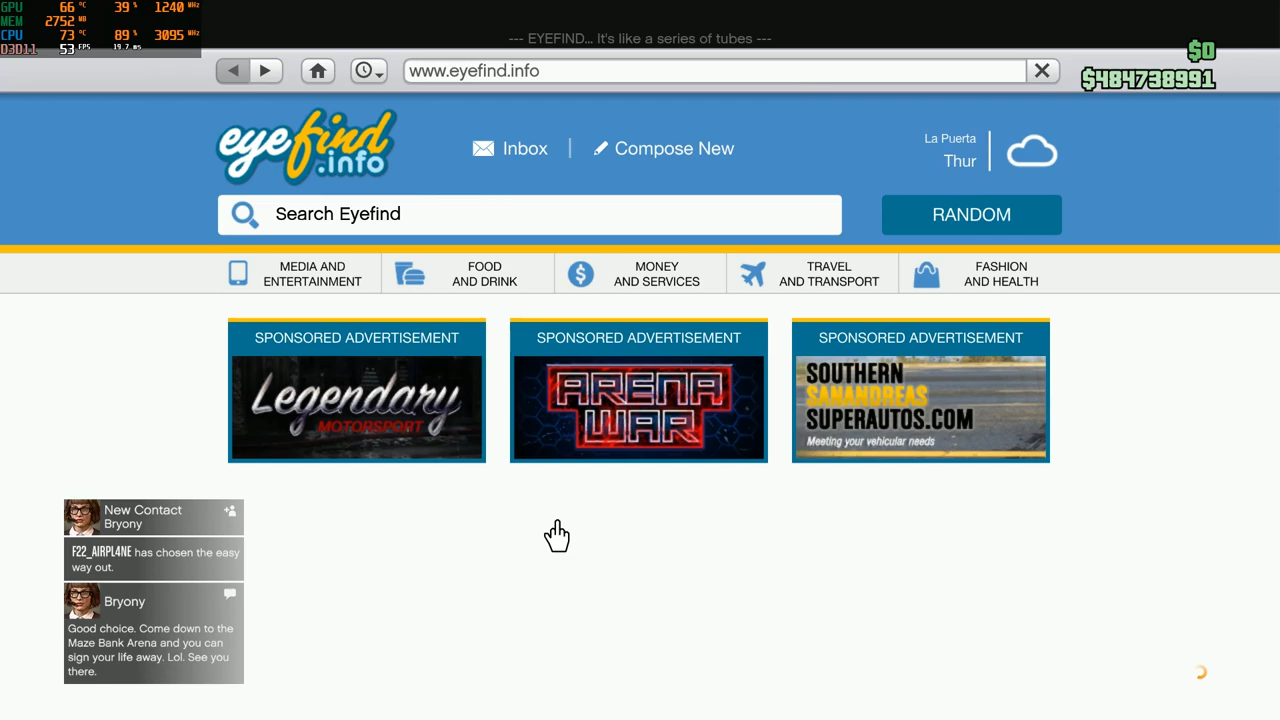 GPU 66 °C 39 % 1240 MHz
MEM 2752 MB
CPU 73 °C 89 % 3095 MHz
D3D11 53 FPS 19.7 ms
--- EYEFIND... It's like a series of tubes ---
$0
$484738991
www.eyefind.info
eyefind.info
Inbox
Compose New
La Puerta
Thur
Search Eyefind
RANDOM
MEDIA AND
ENTERTAINMENT
FOOD
AND DRINK
MONEY
AND SERVICES
TRAVEL
AND TRANSPORT
FASHION
AND HEALTH
SPONSORED ADVERTISEMENT
Legendary
MOTORSPORT
SPONSORED ADVERTISEMENT
ARENA
WAR
SPONSORED ADVERTISEMENT
SOUTHERN
SANANDREAS
SUPERAUTOS.COM
Meeting your vehicular needs
New Contact
Bryony
F22_AIRPL4NE has chosen the easy
way out.
Bryony
Good choice. Come down to the
Maze Bank Arena and you can
sign your life away. Lol. See you
there.